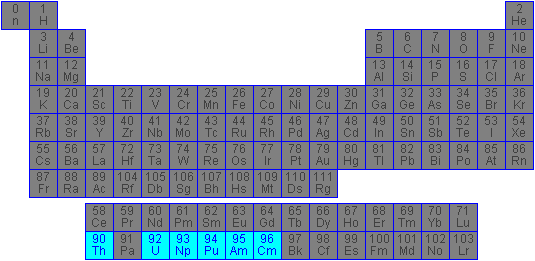 0 1 2
n H He
3 4 5 6 7 8 9 10
Li Be B C N O F Ne
11 12 13 14 15 16 17 18
Na Mg Al Si P S Cl Ar
19 20 21 22 23 24 25 26 27 28 29 30 31 32 33 34 35 36
K Ca Sc Ti V Cr Mn Fe Co Ni Cu Zn Ga Ge As Se Br Kr
37 38 39 40 41 42 43 44 45 46 47 48 49 50 51 52 53 54
Rb Sr Y Zr Nb Mo Tc Ru Rh Pd Ag Cd In Sn Sb Te I Xe
55 56 57 72 73 74 75 76 77 78 79 80 81 82 83 84 85 86
Cs Ba La Hf Ta W Re Os Ir Pt Au Hg Tl Pb Bi Po At Rn
87 88 89 104 105 106 107 108 109 110 111
Fr Ra Ac Rf Db Sg Bh Hs Mt Ds Rg
58 59 60 61 62 63 64 65 66 67 68 69 70 71
Ce Pr Nd Pm Sm Eu Gd Tb Dy Ho Er Tm Yb Lu
90 91 92 93 94 95 96 97 98 99 100 101 102 103
Th Pa U Np Pu Am Cm Bk Cf Es Fm Md No Lr